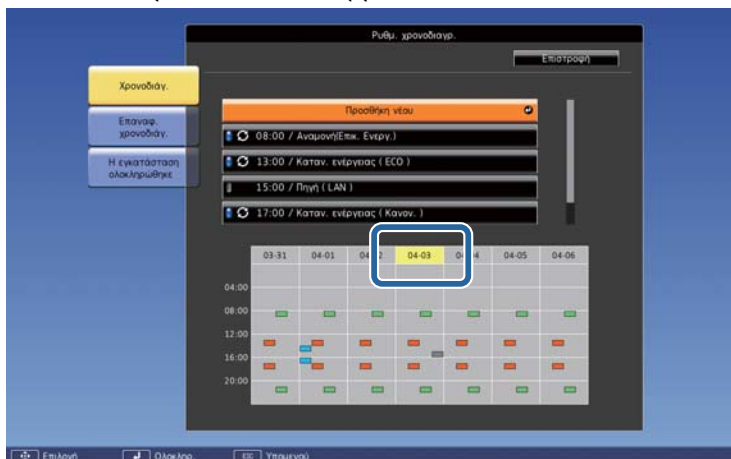 Ρυθμ. χρονοδιαγρ.
Επιστροφή
Χρονοδιάγ.
Επαναφ.
χρονοδιάγ.
Η εγκατάσταση
ολοκληρώθηκε
Προσθήκη νέου
08:00 / Αναμονή(Επικ. Ενεργ.)
13:00 / Καταν. ενέργειας ( ECO )
15:00 / Πηγή ( LAN )
17:00 / Καταν. ενέργειας ( Κανον. )
03-31 04-01 04-03 04-05 04-06
04:00
08:00
12:00
16:00
20:00
Επιλογή Ολοκληρ. Esc Υπομενού